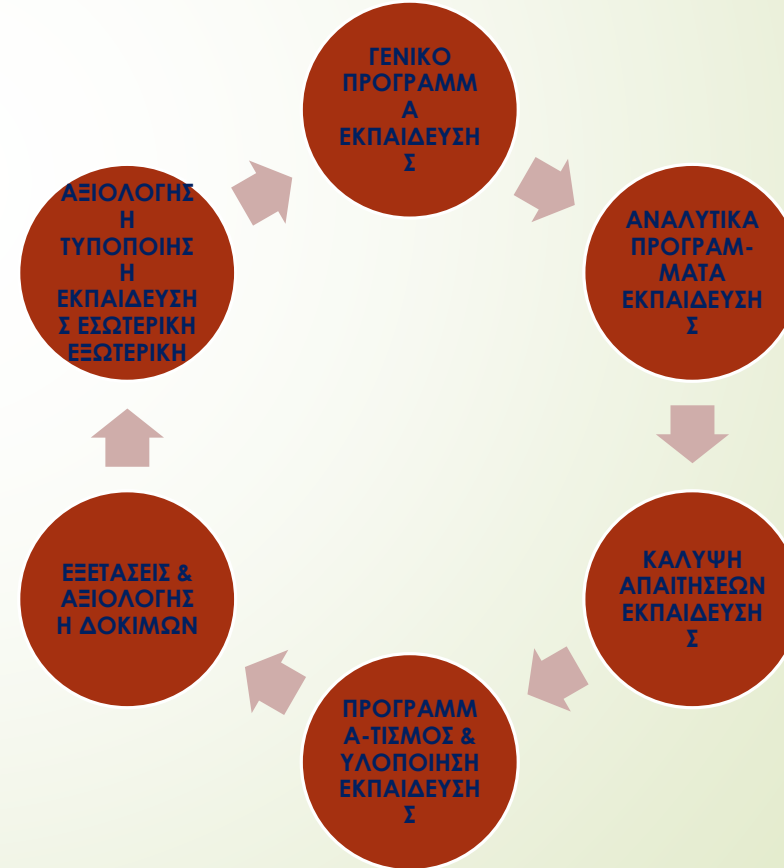 ΓΕΝΙΚΟ
ΠΡΟΓΡΑΜΜ
Α
ΕΚΠΑΙΔΕΥΣΗ
Σ
ΑΝΑΛΥΤΙΚΑ
ΠΡΟΓΡΑΜ-
ΜΑΤΑ
ΕΚΠΑΙΔΕΥΣΗ
Σ
ΚΑΛΥΨΗ
ΑΠΑΙΤΗΣΕΩΝ
ΕΚΠΑΙΔΕΥΣΗ
Σ
ΠΡΟΓΡΑΜΜ
Α-ΤΙΣΜΟΣ &
ΥΛΟΠΟΙΗΣΗ
ΕΚΠΑΙΔΕΥΣΗ
Σ
ΕΞΕΤΑΣΕΙΣ &
ΑΞΙΟΛΟΓΗΣ
Η ΔΟΚΙΜΩΝ
ΑΞΙΟΛΟΓΗΣ
Η
ΤΥΠΟΠΟΙΗΣ
Η
ΕΚΠΑΙΔΕΥΣΗ
Σ ΕΣΩΤΕΡΙΚΗ
ΕΞΩΤΕΡΙΚΗ